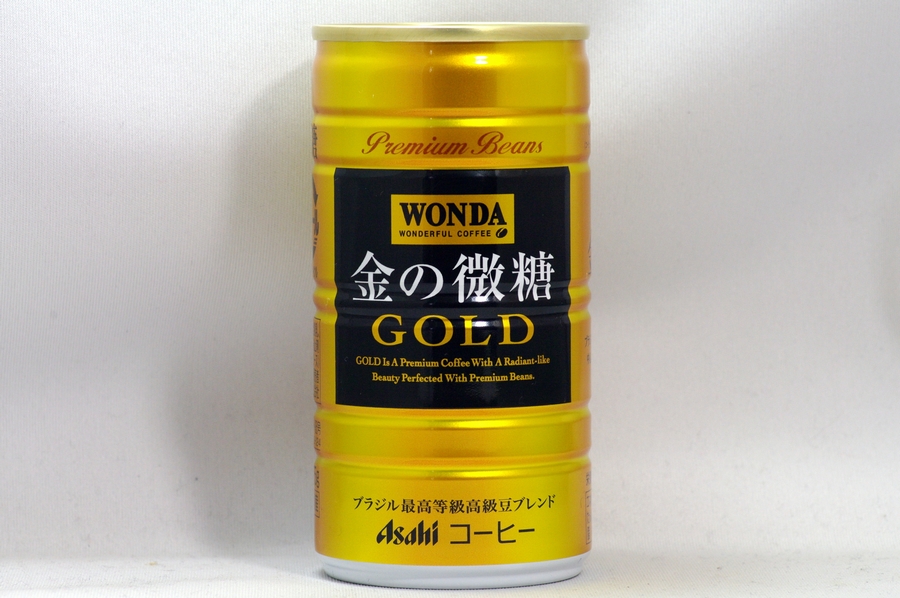 Premium Beans
WONDA
WONDERFUL COFFEE
金の微糖
GOLD
GOLD Is A Premium Coffee With A Radiant-like
Beauty Perfected With Premium Beans.
ブラジル最高等級高級豆ブレンド
Asahi コーヒー